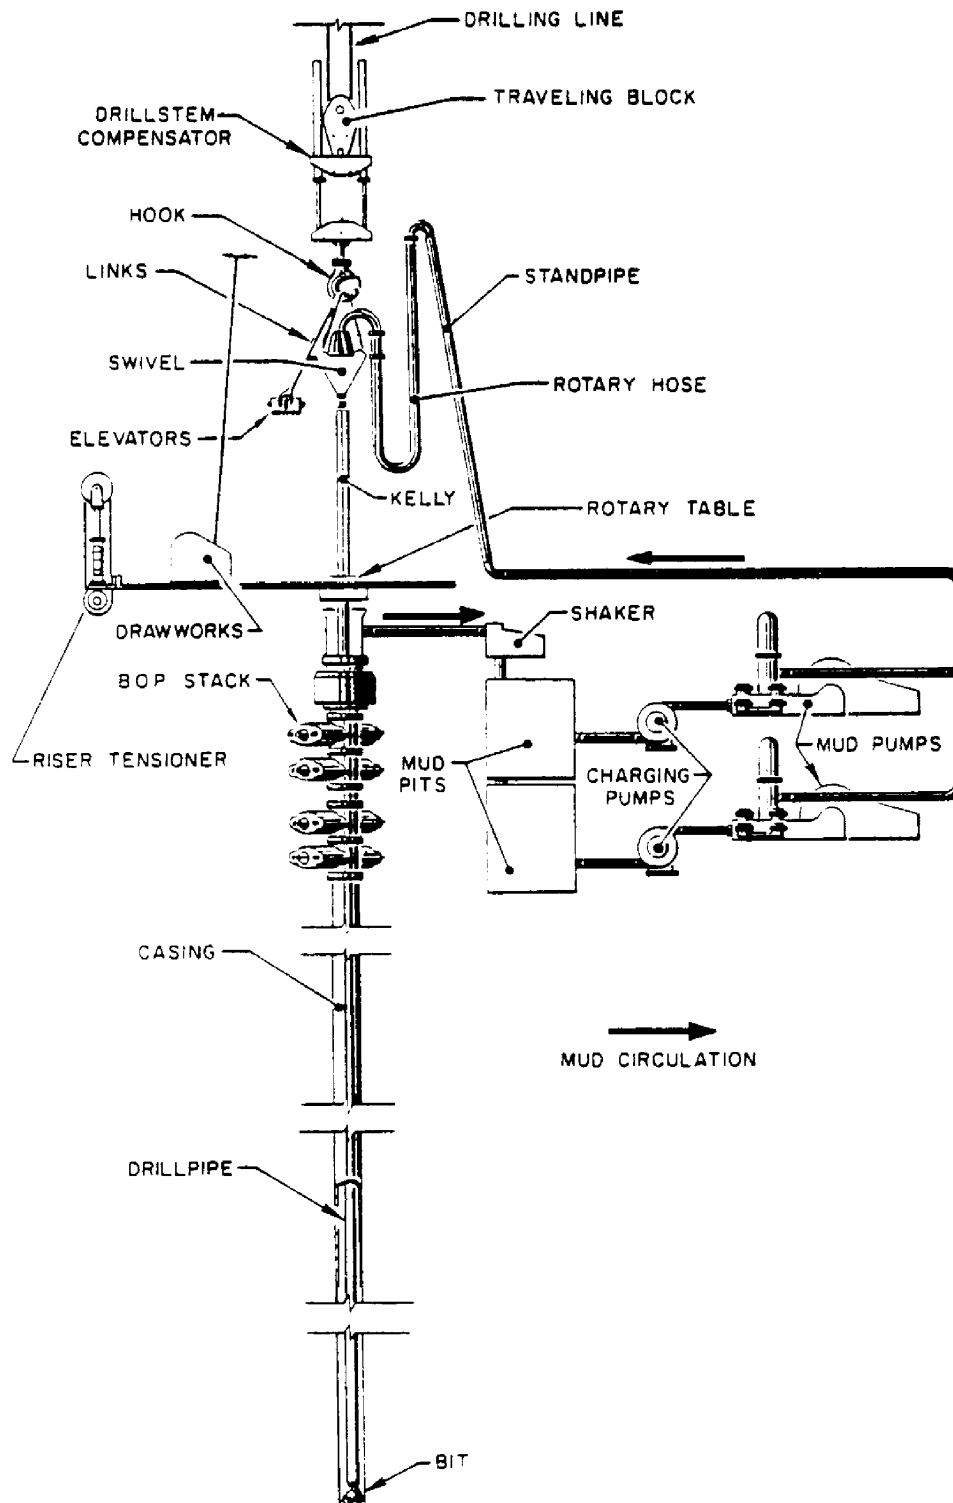 DRILLING LINE
TRAVELING BLOCK
DRILLSTEM
COMPENSATOR
HOOK
LINKS
STANDPIPE
SWIVEL
ROTARY HOSE
ELEVATORS
KELLY
ROTARY TABLE
SHAKER
DRAWWORKS
BOP STACK
RISER TENSIONER
MUD
PITS
CHARGING
PUMPS
MUD PUMPS
CASING
MUD CIRCULATION
DRILLPIPE
BIT